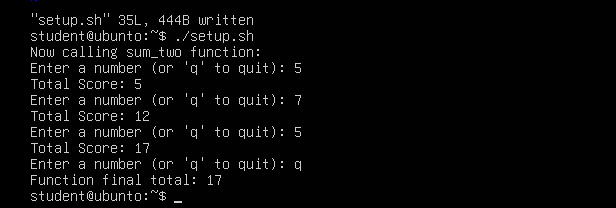 "setup.sh" 35L, 444B written
student@ubunto:~$ ./setup.sh
Now calling sum_two function:
Enter a number (or 'q' to quit): 5
Total Score: 5
Enter a number (or 'q' to quit): 7
Total Score: 12
Enter a number (or 'q' to quit): 5
Total Score: 17
Enter a number (or 'q' to quit): q
Function final total: 17
student@ubunto:~$ _